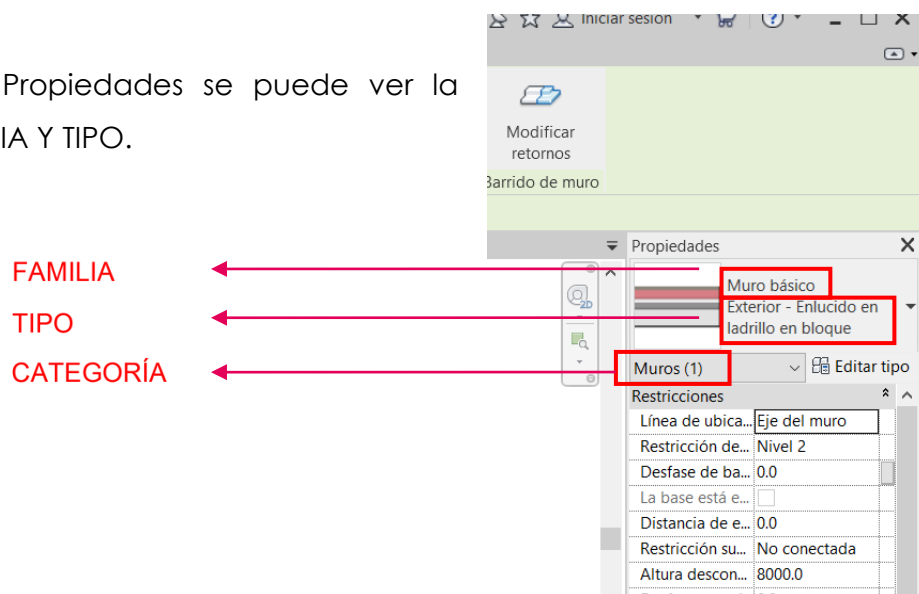 Iniciar sesión
Propiedades se puede ver la
IA Y TIPO.
Modificar
retornos
Barrido de muro
Propiedades
FAMILIA
TIPO
CATEGORÍA
2D
Muro básico
Exterior - Enlucido en
ladrillo en bloque
Muros (1)
Editar tipo
Restricciones
Línea de ubica... Eje del muro
Restricción de... Nivel 2
Desfase de ba... 0.0
La base está e...
Distancia de e... 0.0
Restricción su... No conectada
Altura descon... 8000.0